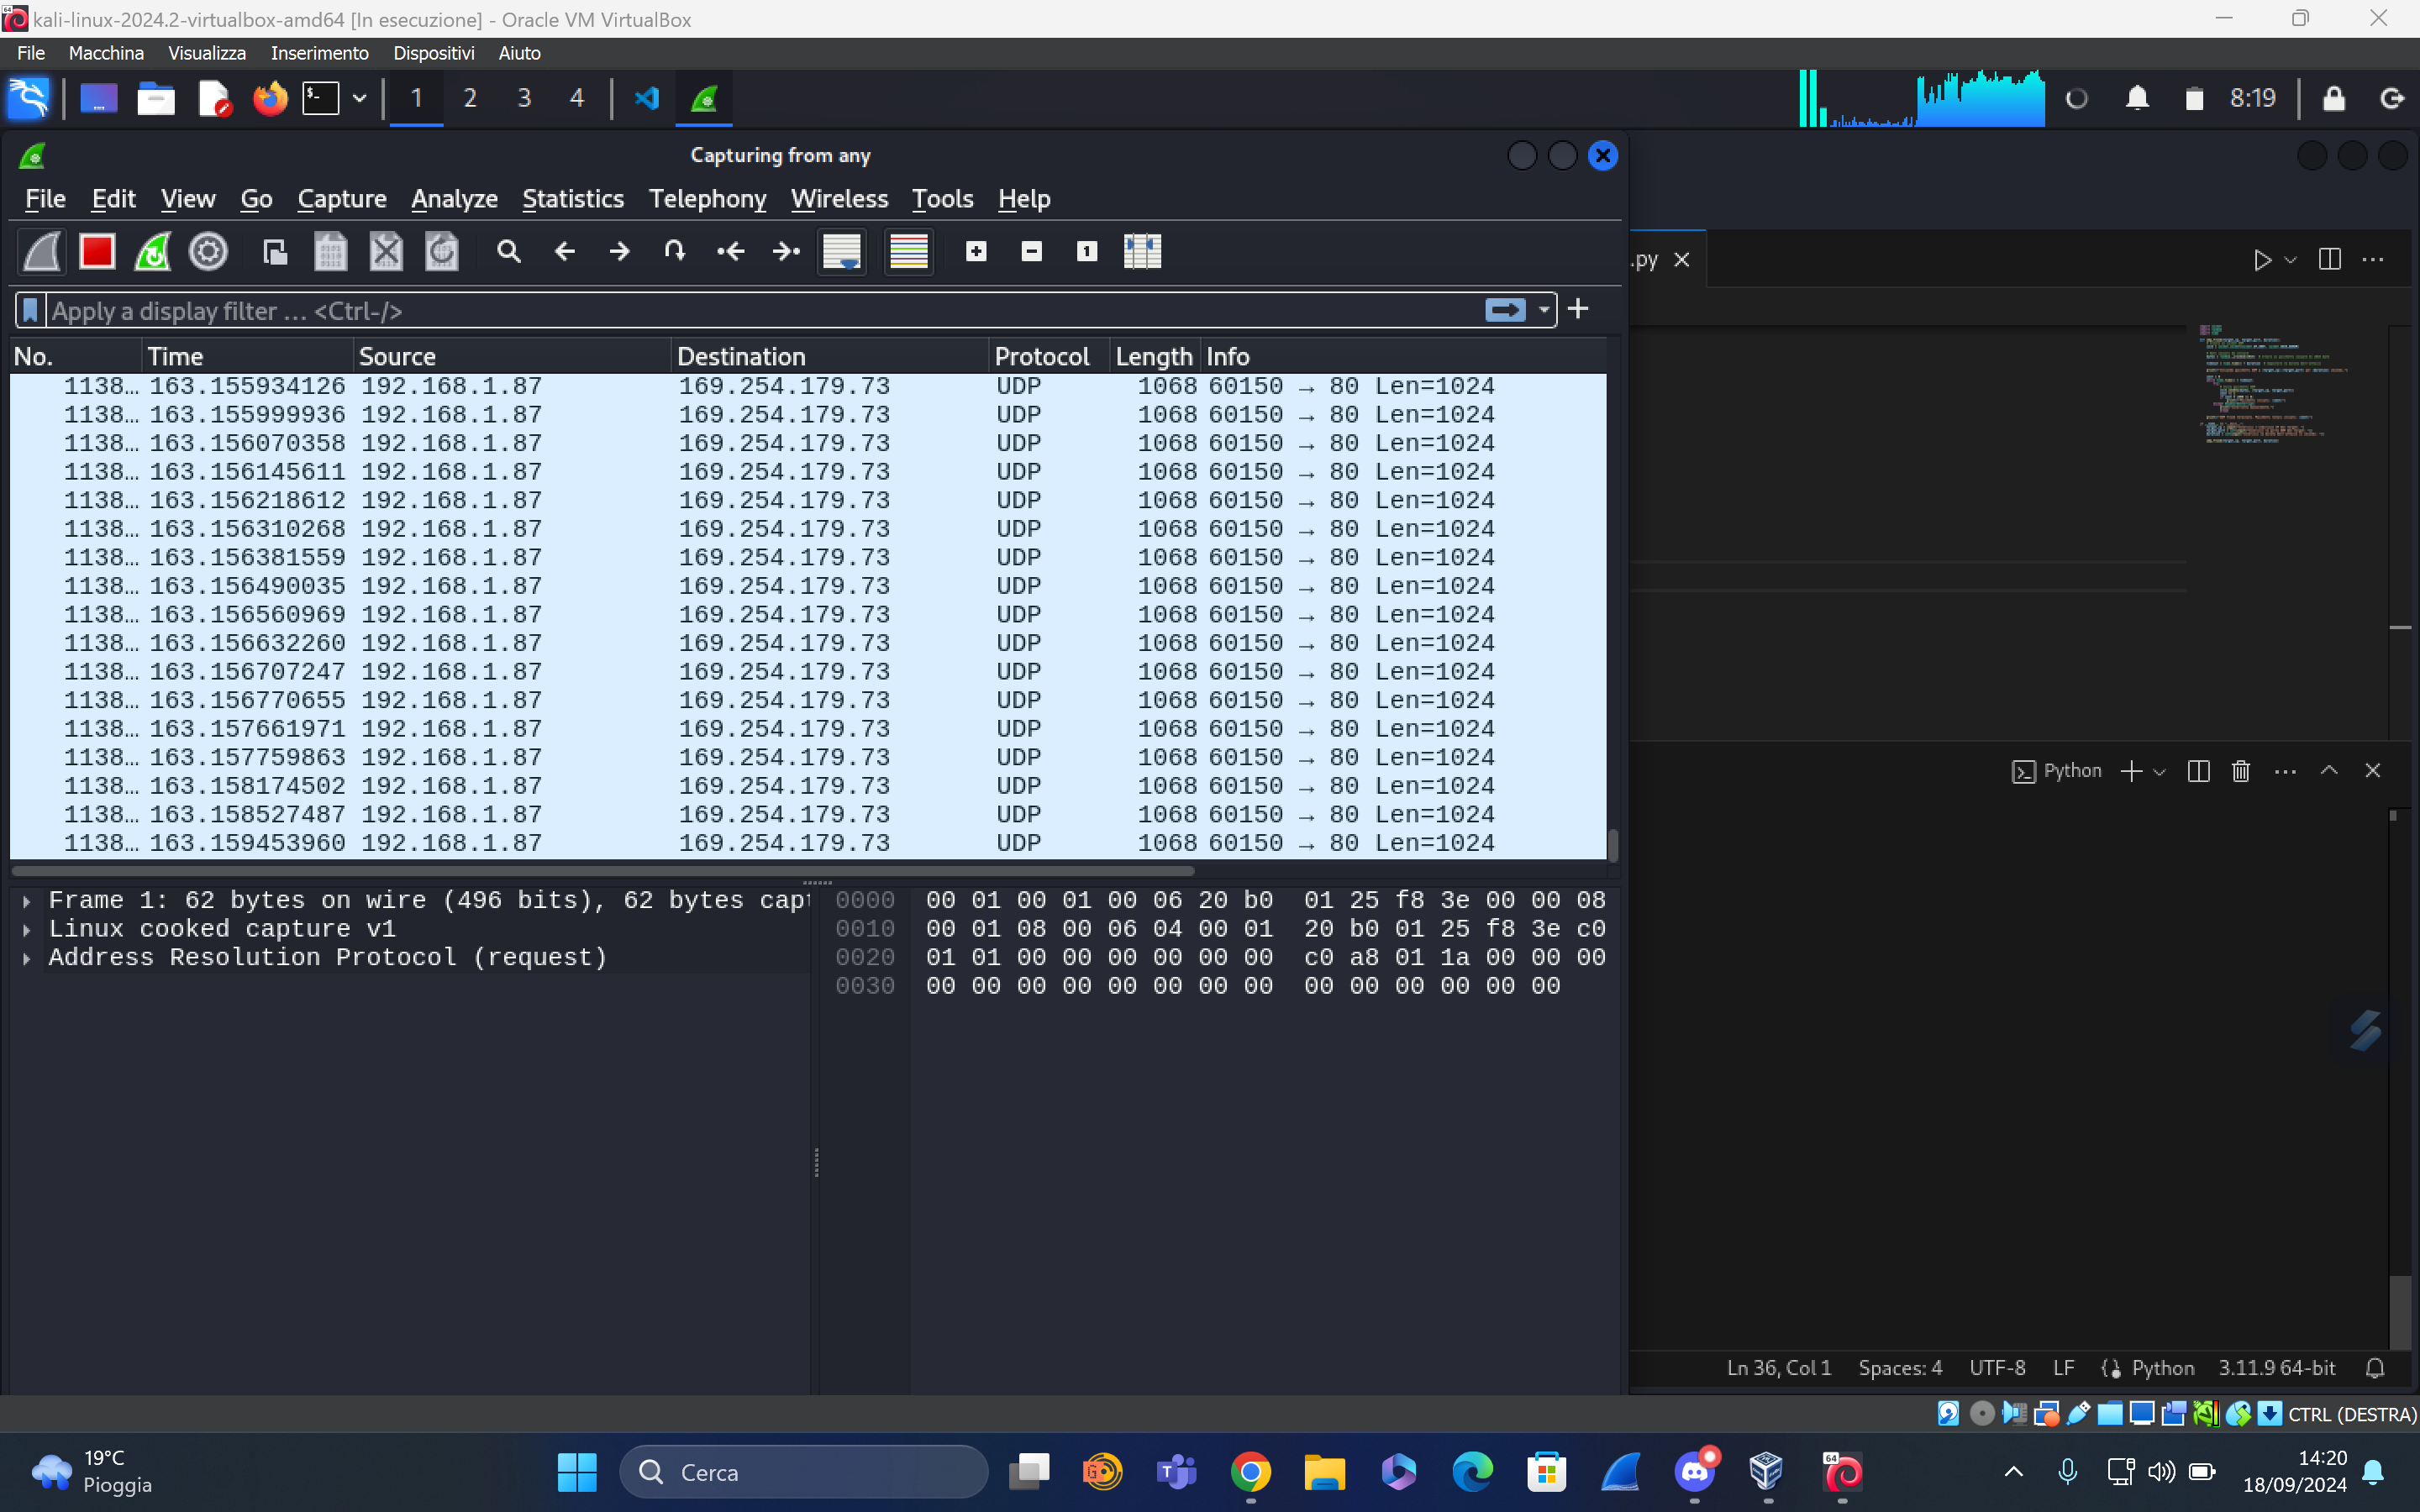 kali-linux-2024.2-virtualbox-amd64 [In esecuzione] - Oracle VM VirtualBox
File Macchina Visualizza Inserimento Dispositivi Aiuto
1 2 3 4 8:19
Capturing from any
File Edit View Go Capture Analyze Statistics Telephony Wireless Tools Help
.py
Apply a display filter … <Ctrl-/>
No. Time Source Destination Protocol Length Info
1138… 163.155934126 192.168.1.87 169.254.179.73 UDP 1068 60150 → 80 Len=1024
1138… 163.155999936 192.168.1.87 169.254.179.73 UDP 1068 60150 → 80 Len=1024
1138… 163.156070358 192.168.1.87 169.254.179.73 UDP 1068 60150 → 80 Len=1024
1138… 163.156145611 192.168.1.87 169.254.179.73 UDP 1068 60150 → 80 Len=1024
1138… 163.156218612 192.168.1.87 169.254.179.73 UDP 1068 60150 → 80 Len=1024
1138… 163.156310268 192.168.1.87 169.254.179.73 UDP 1068 60150 → 80 Len=1024
1138… 163.156381559 192.168.1.87 169.254.179.73 UDP 1068 60150 → 80 Len=1024
1138… 163.156490035 192.168.1.87 169.254.179.73 UDP 1068 60150 → 80 Len=1024
1138… 163.156560969 192.168.1.87 169.254.179.73 UDP 1068 60150 → 80 Len=1024
1138… 163.156632260 192.168.1.87 169.254.179.73 UDP 1068 60150 → 80 Len=1024
1138… 163.156707247 192.168.1.87 169.254.179.73 UDP 1068 60150 → 80 Len=1024
1138… 163.156770655 192.168.1.87 169.254.179.73 UDP 1068 60150 → 80 Len=1024
1138… 163.157661971 192.168.1.87 169.254.179.73 UDP 1068 60150 → 80 Len=1024
1138… 163.157759863 192.168.1.87 169.254.179.73 UDP 1068 60150 → 80 Len=1024
1138… 163.158174502 192.168.1.87 169.254.179.73 UDP 1068 60150 → 80 Len=1024
1138… 163.158527487 192.168.1.87 169.254.179.73 UDP 1068 60150 → 80 Len=1024
1138… 163.159453960 192.168.1.87 169.254.179.73 UDP 1068 60150 → 80 Len=1024
Python
Frame 1: 62 bytes on wire (496 bits), 62 bytes capt
Linux cooked capture v1
Address Resolution Protocol (request)
0000 00 01 00 01 00 06 20 b0 01 25 f8 3e 00 00 08
0010 00 01 08 00 06 04 00 01 20 b0 01 25 f8 3e c0
0020 01 01 00 00 00 00 00 00 c0 a8 01 1a 00 00 00
0030 00 00 00 00 00 00 00 00 00 00 00 00 00 00
Ln 36, Col 1 Spaces: 4 UTF-8 LF Python 3.11.9 64-bit
CTRL (DESTRA)
19°C
Pioggia
Cerca
14:20
18/09/2024